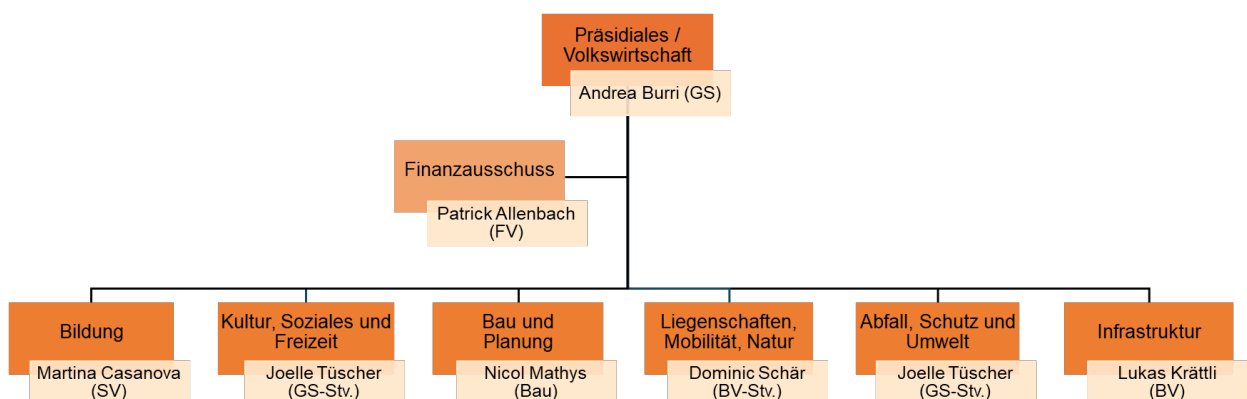 Präsidiales /
Volkswirtschaft
Andrea Burri (GS)
Finanzausschuss
Patrick Allenbach
(FV)
Bildung
Martina Casanova
(SV)
Kultur, Soziales und
Freizeit
Joelle Tüscher
(GS-Stv.)
Bau und
Planung
Nicol Mathys
(Bau)
Liegenschaften,
Mobilität, Natur
Dominic Schär
(BV-Stv.)
Abfall, Schutz und
Umwelt
Joelle Tüscher
(GS-Stv.)
Infrastruktur
Lukas Krättli
(BV)